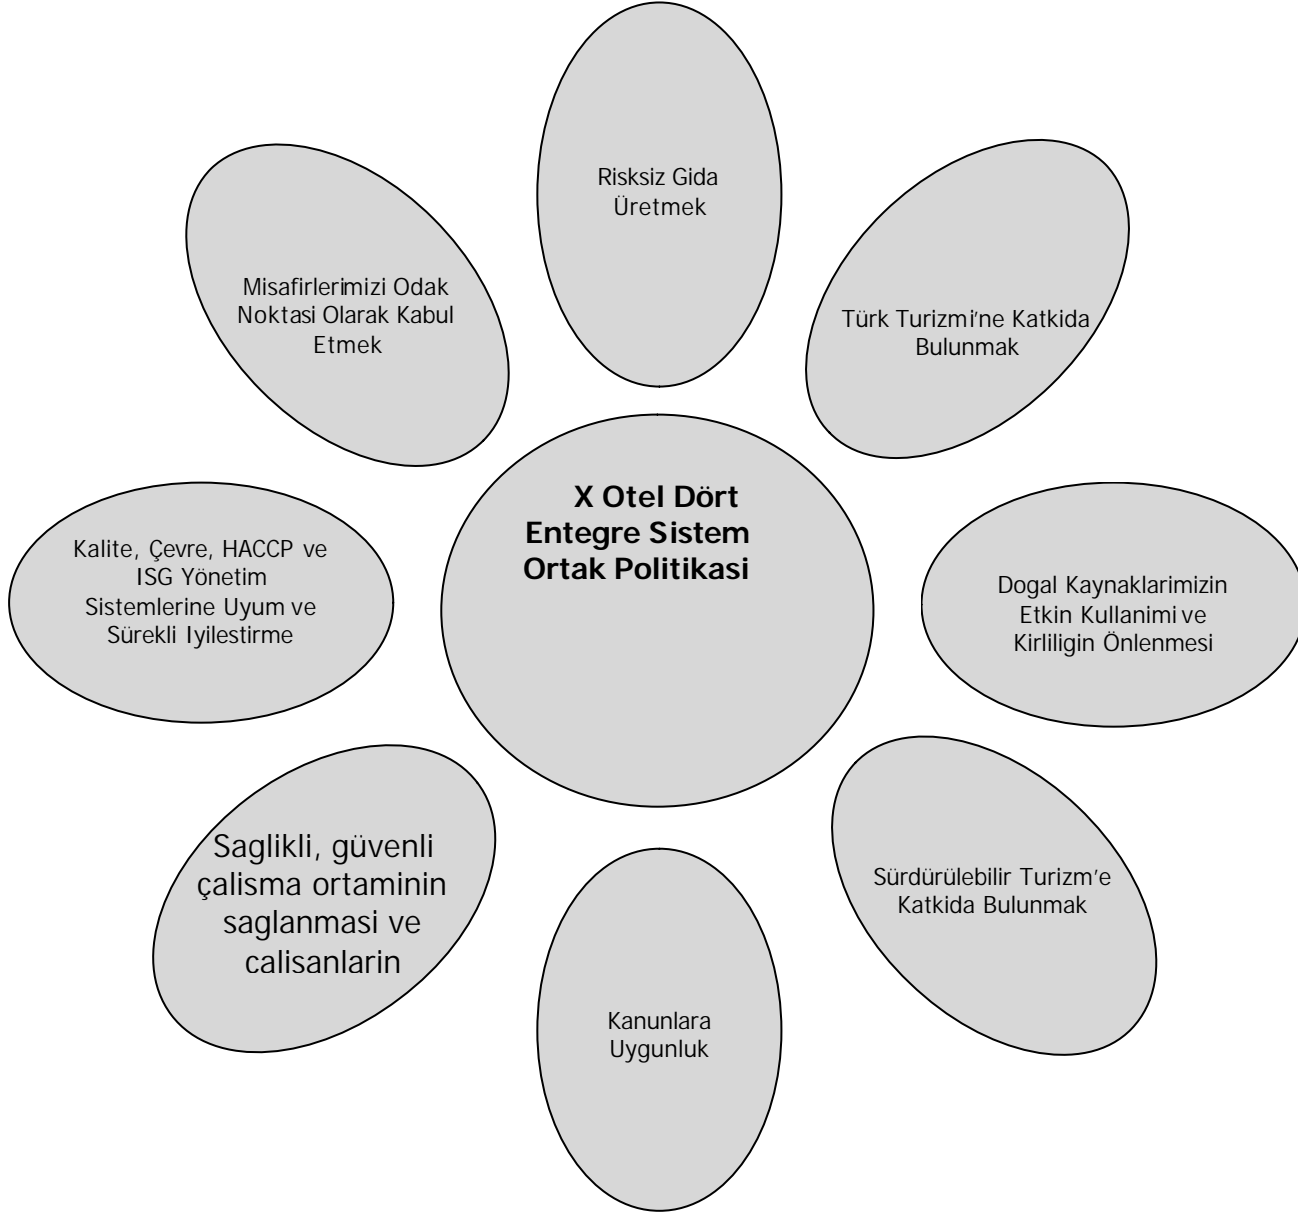 Risksiz Gida
Üretmek
Misafirlerimizi Odak
Noktasi Olarak Kabul
Etmek
Türk Turizmi’ne Katkida
Bulunmak
X Otel Dört
Entegre Sistem
Ortak Politikasi
Kalite, Çevre, HACCP ve
ISG Yönetim
Sistemlerine Uyum ve
Sürekli Iyilestirme
Dogal Kaynaklarimizin
Etkin Kullanimi ve
Kirliligin Önlenmesi
Saglikli, güvenli
çalisma ortaminin
saglanmasi ve
calisanlarin
Sürdürülebilir Turizm’e
Katkida Bulunmak
Kanunlara
Uygunluk